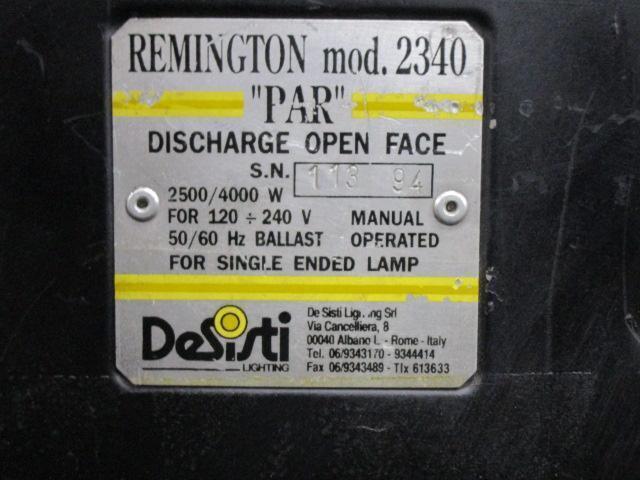 REMINGTON mod. 2340
"PAR"
DISCHARGE OPEN FACE
S.N. 113 94
2500/4000 W
FOR 120 ÷ 240 V MANUAL
50/60 Hz BALLAST OPERATED
FOR SINGLE ENDED LAMP
DeSisti
LIGHTING
De Sisti Srl
Via Cancelliera, 8
00040 Albano - Rome - Italy
Tel. 06/9343170 - 9344414
Fax 06/9343489 - Tlx 613633